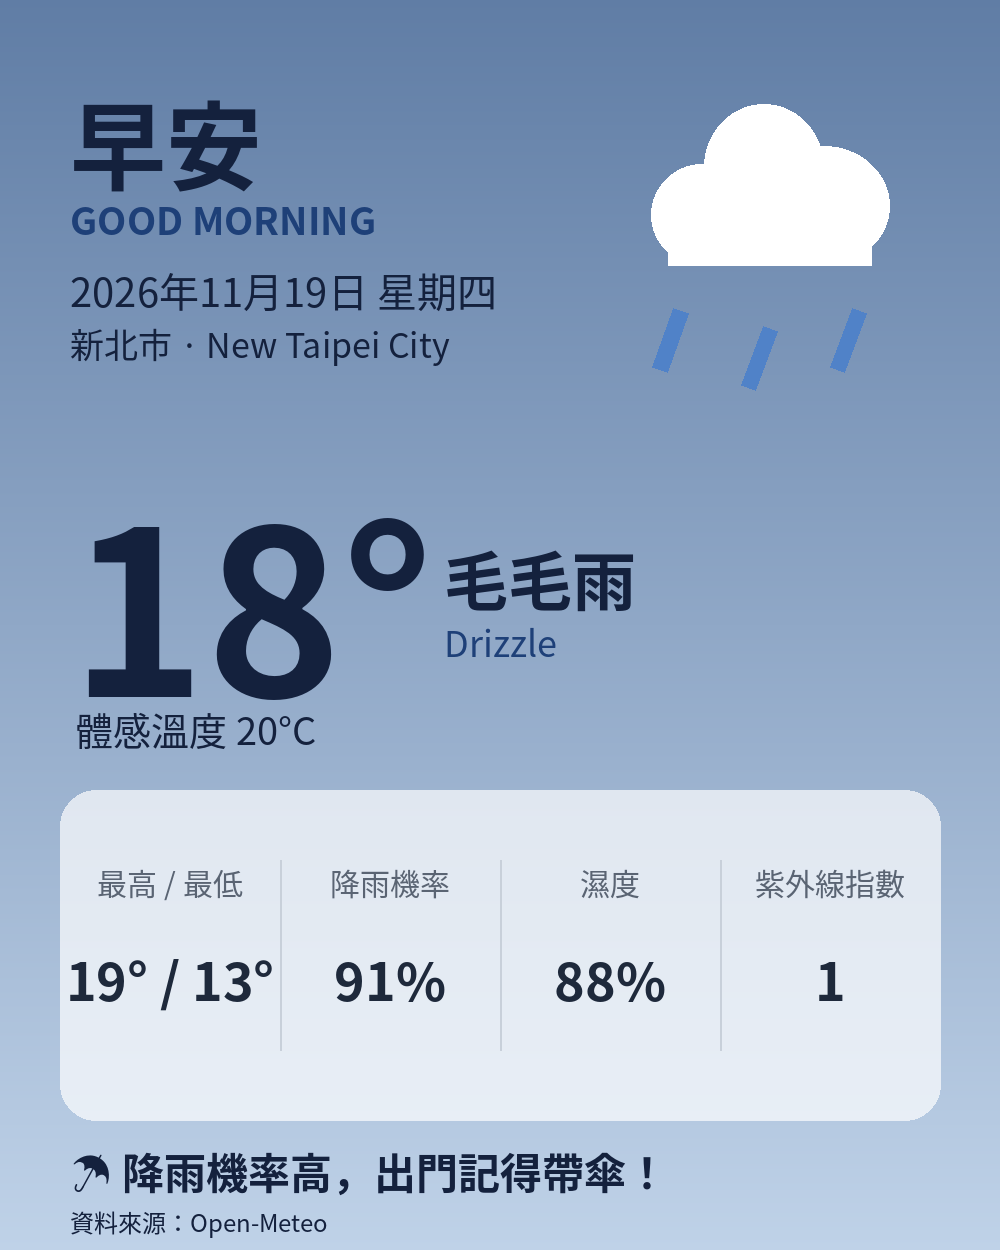 早安
GOOD MORNING
2026年11月19日 星期四
新北市 · New Taipei City
18°
毛毛雨
Drizzle
體感溫度 20°C
最高 / 最低
降雨機率
濕度
紫外線指數
19° / 13°
91%
88%
1
☂ 降雨機率高，出門記得帶傘！
資料來源：Open-Meteo